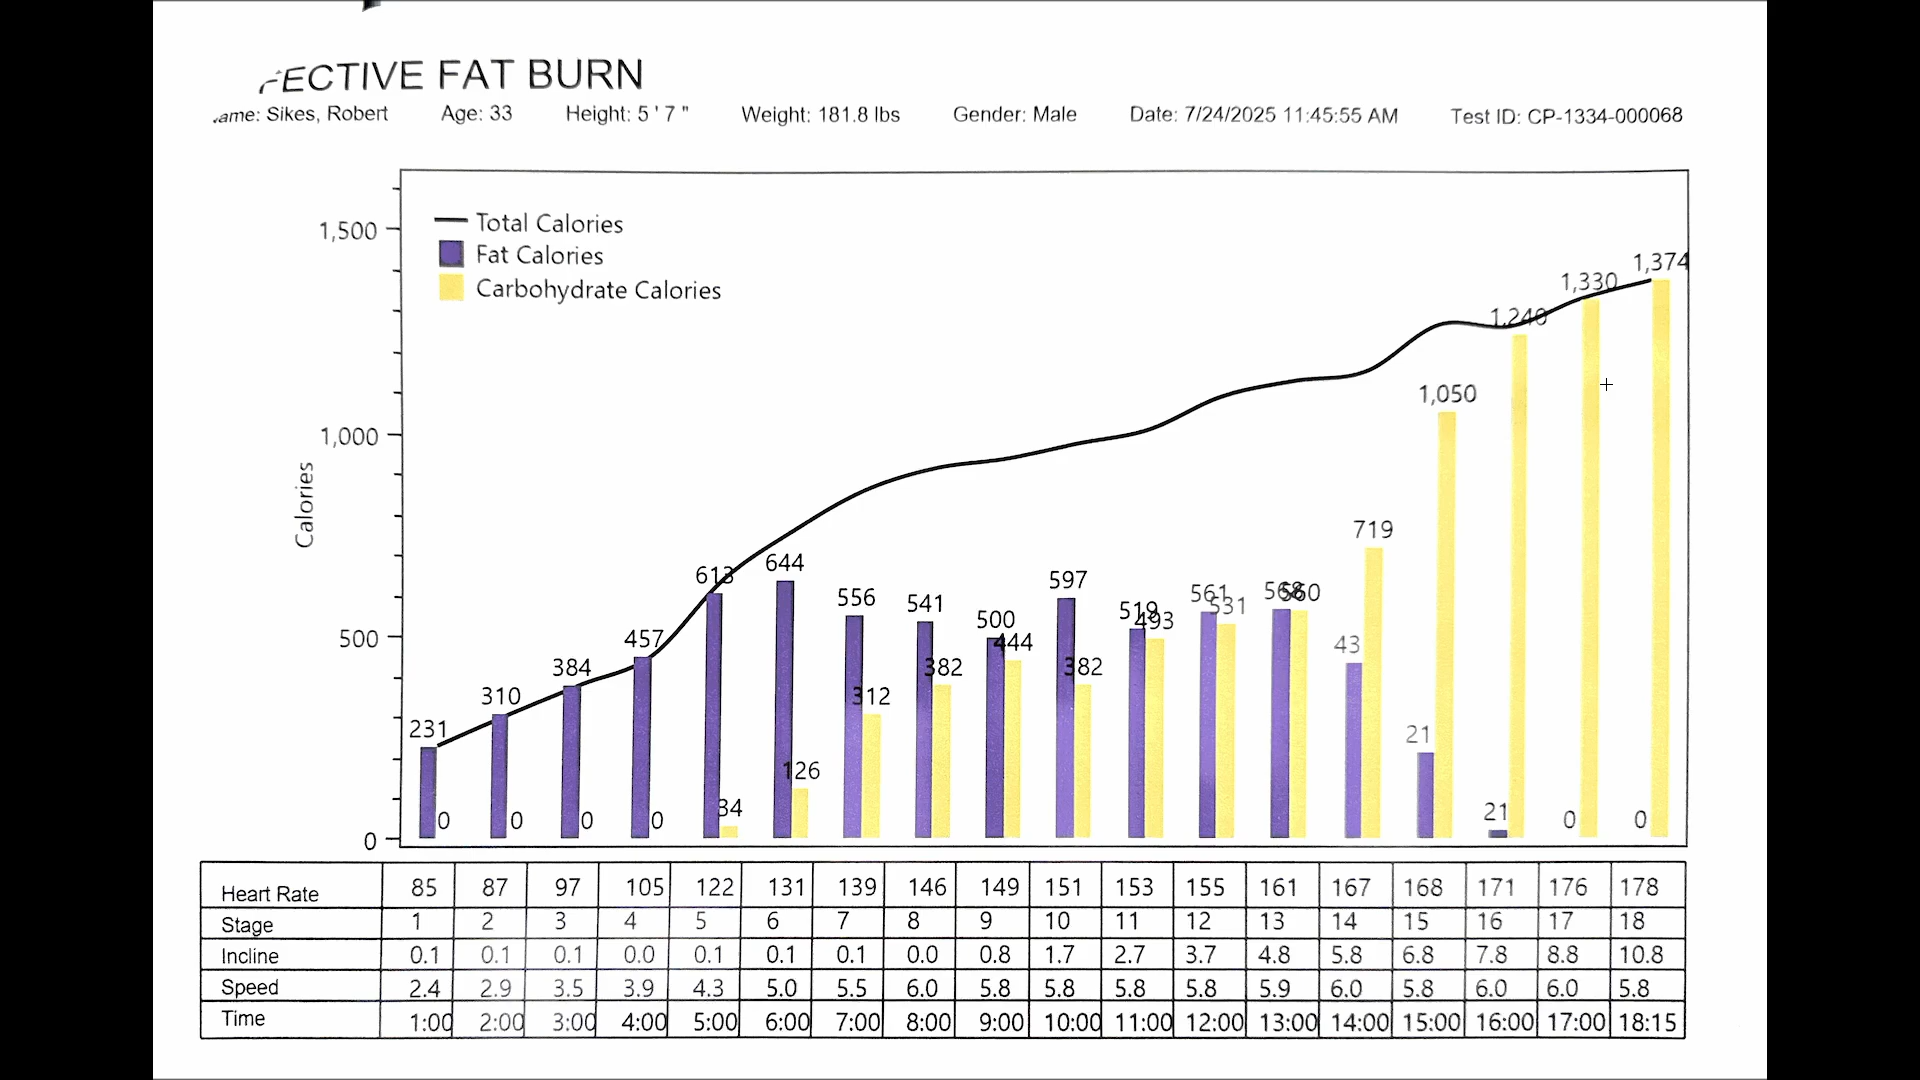 FECTIVE FAT BURN
ame: Sikes, Robert Age: 33 Height: 5 ' 7 " Weight: 181.8 lbs Gender: Male Date: 7/24/2025 11:45:55 AM Test ID: CP-1334-000068
Total Calories
Fat Calories
Carbohydrate Calories
Calories
1,500
1,000
500
0
231 310 384 457 613 644 556 541 500 597 519 561 568 43 21 21 0 0
0 0 0 0 34 126 312 382 444 382 493 531 560 719 1,050 1,240 1,330 1,374
Heart Rate 85 87 97 105 122 131 139 146 149 151 153 155 161 167 168 171 176 178
Stage 1 2 3 4 5 6 7 8 9 10 11 12 13 14 15 16 17 18
Incline 0.1 0.1 0.1 0.0 0.1 0.1 0.1 0.0 0.8 1.7 2.7 3.7 4.8 5.8 6.8 7.8 8.8 10.8
Speed 2.4 2.9 3.5 3.9 4.3 5.0 5.5 6.0 5.8 5.8 5.8 5.8 5.9 6.0 5.8 6.0 6.0 5.8
Time 1:00 2:00 3:00 4:00 5:00 6:00 7:00 8:00 9:00 10:00 11:00 12:00 13:00 14:00 15:00 16:00 17:00 18:15